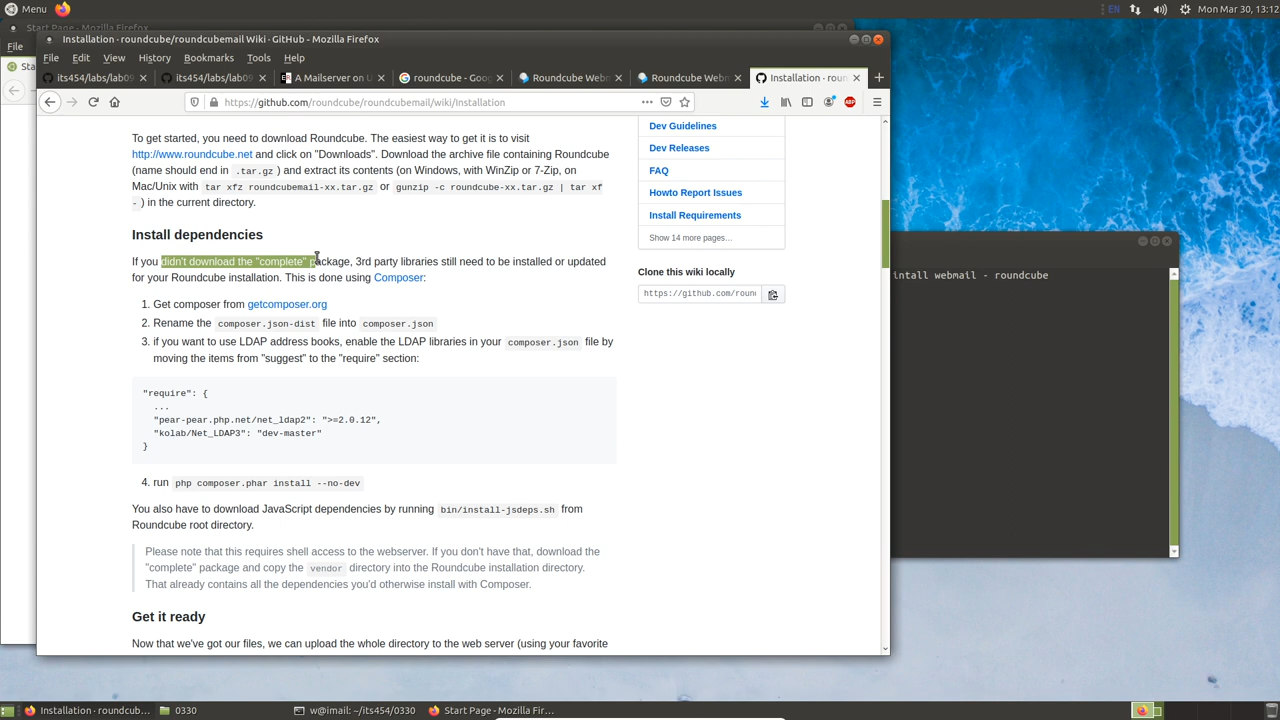 Menu
EN
Mon Mar 30, 13:12
Start Page - Mozilla Firefox
File
Installation · roundcube/roundcubemail Wiki · GitHub - Mozilla Firefox
File Edit View History Bookmarks Tools Help
its454/labs/lab09
its454/labs/lab09
A Mailserver on U
roundcube - Goog
Roundcube Webm
Roundcube Webm
Installation · roun
https://github.com/roundcube/roundcubemail/wiki/Installation
ABP
To get started, you need to download Roundcube. The easiest way to get it is to visit
http://www.roundcube.net and click on "Downloads". Download the archive file containing Roundcube
(name should end in .tar.gz ) and extract its contents (on Windows, with WinZip or 7-Zip, on
Mac/Unix with tar xfz roundcubemail-xx.tar.gz or gunzip -c roundcube-xx.tar.gz | tar xf
- ) in the current directory.
Install dependencies
If you didn't download the "complete" package, 3rd party libraries still need to be installed or updated
for your Roundcube installation. This is done using Composer:
1. Get composer from getcomposer.org
2. Rename the composer.json-dist file into composer.json
3. if you want to use LDAP address books, enable the LDAP libraries in your composer.json file by
moving the items from "suggest" to the "require" section:
"require": {
...
"pear-pear.php.net/net_ldap2": ">=2.0.12",
"kolab/Net_LDAP3": "dev-master"
}
4. run php composer.phar install --no-dev
You also have to download JavaScript dependencies by running bin/install-jsdeps.sh from
Roundcube root directory.
Please note that this requires shell access to the webserver. If you don't have that, download the
"complete" package and copy the vendor directory into the Roundcube installation directory.
That already contains all the dependencies you'd otherwise install with Composer.
Get it ready
Now that we've got our files, we can upload the whole directory to the web server (using your favorite
Dev Guidelines
Dev Releases
FAQ
Howto Report Issues
Install Requirements
Show 14 more pages…
Clone this wiki locally
https://github.com/roun
intall webmail - roundcube
Installation · roundcub…
0330
w@imail: ~/its454/0330
Start Page - Mozilla Fir…